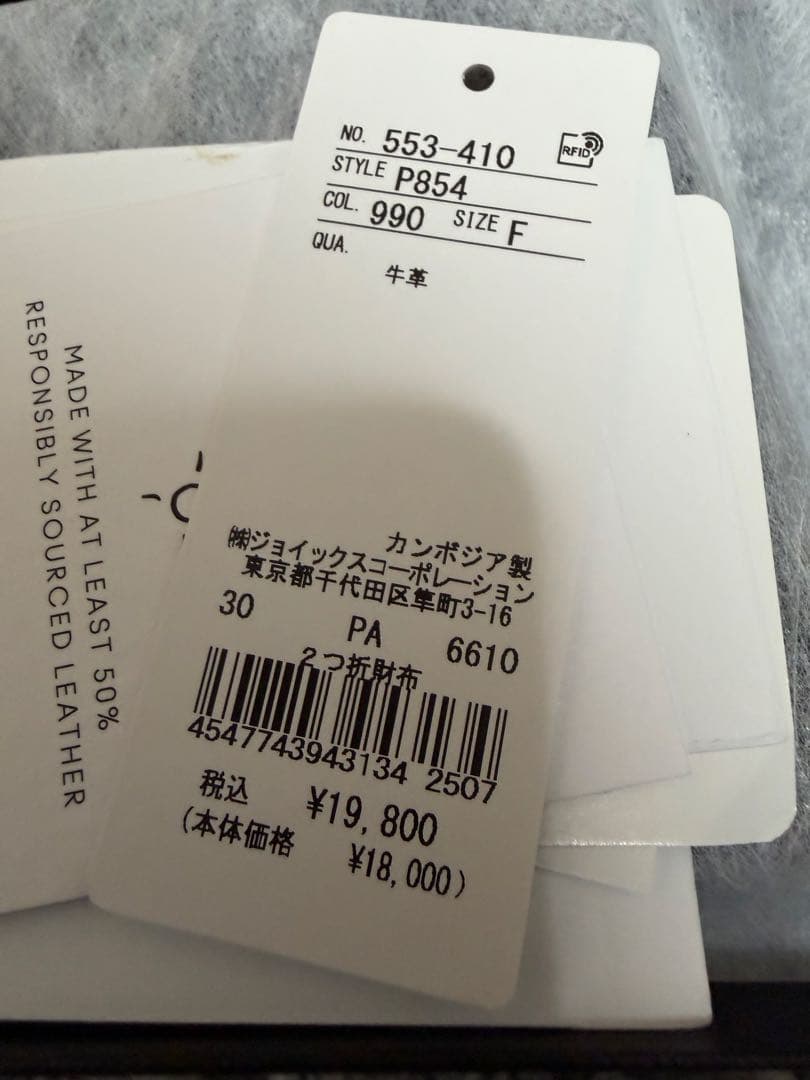 NO. 553-410
RFID
STYLE P854
COL. 990 SIZE F
QUA.
牛革
カンボジア製
㈱ジョイックスコーポレーション
東京都千代田区隼町3-16
30 PA 6610
2つ折財布
4547743943134 2507
税込 ¥19,800
(本体価格 ¥18,000)
MADE WITH AT LEAST 50%
RESPONSIBLY SOURCED LEATHER